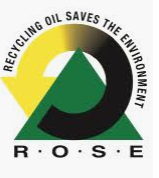 RECYCLING OIL SAVES THE ENVIRONMENT
R·O·S·E